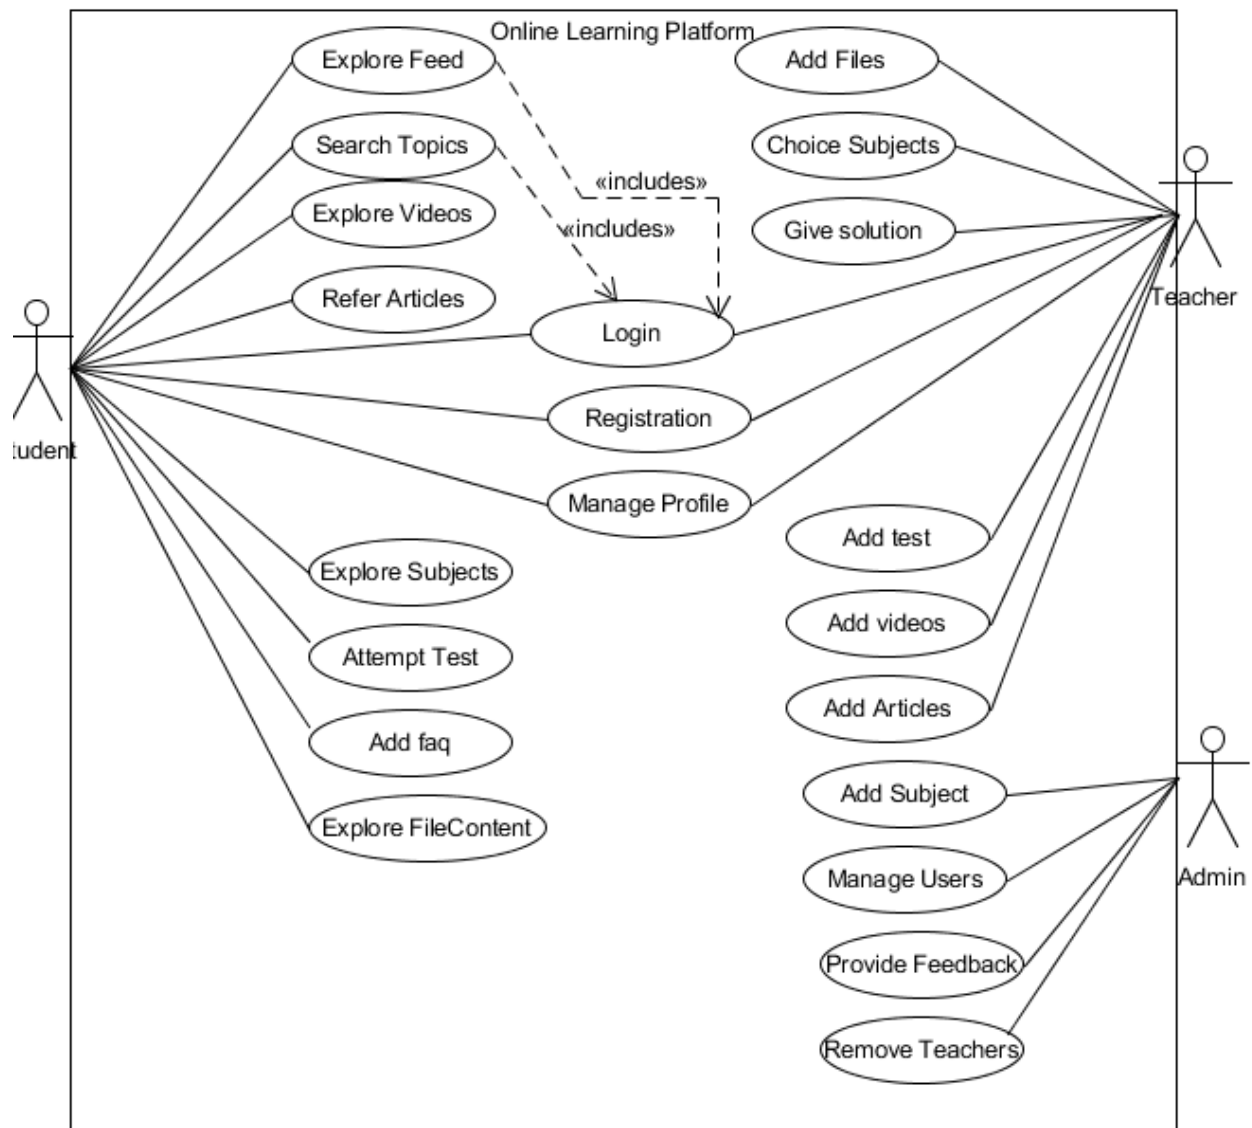 Online Learning Platform
Explore Feed
Add Files
Search Topics
Choice Subjects
«includes»
Explore Videos
«includes»
Give solution
Refer Articles
Teacher
Login
Registration
tudent
Manage Profile
Add test
Explore Subjects
Add videos
Attempt Test
Add Articles
Add faq
Add Subject
Explore FileContent
Manage Users
Admin
Provide Feedback
Remove Teachers